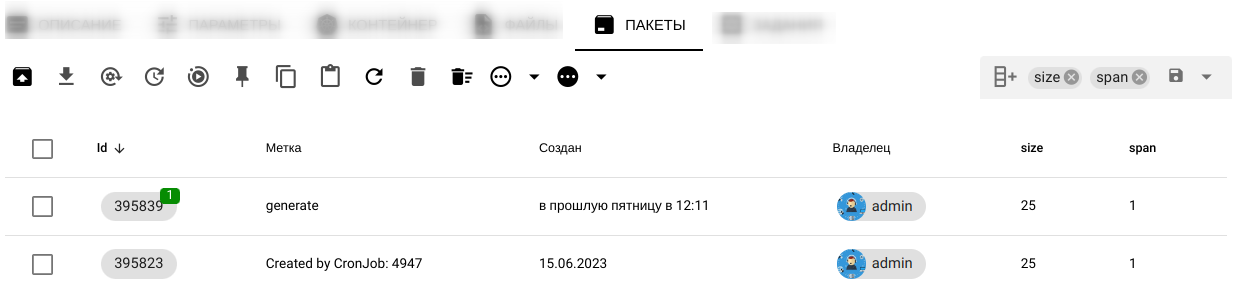 ОПИСАНИЕ ПАРАМЕТРЫ КОНТЕЙНЕР ФАЙЛЫ ПАКЕТЫ
size span
Id Метка Создан Владелец size span
395839 1 generate в прошлую пятницу в 12:11 admin 25 1
395823 Created by CronJob: 4947 15.06.2023 admin 25 1